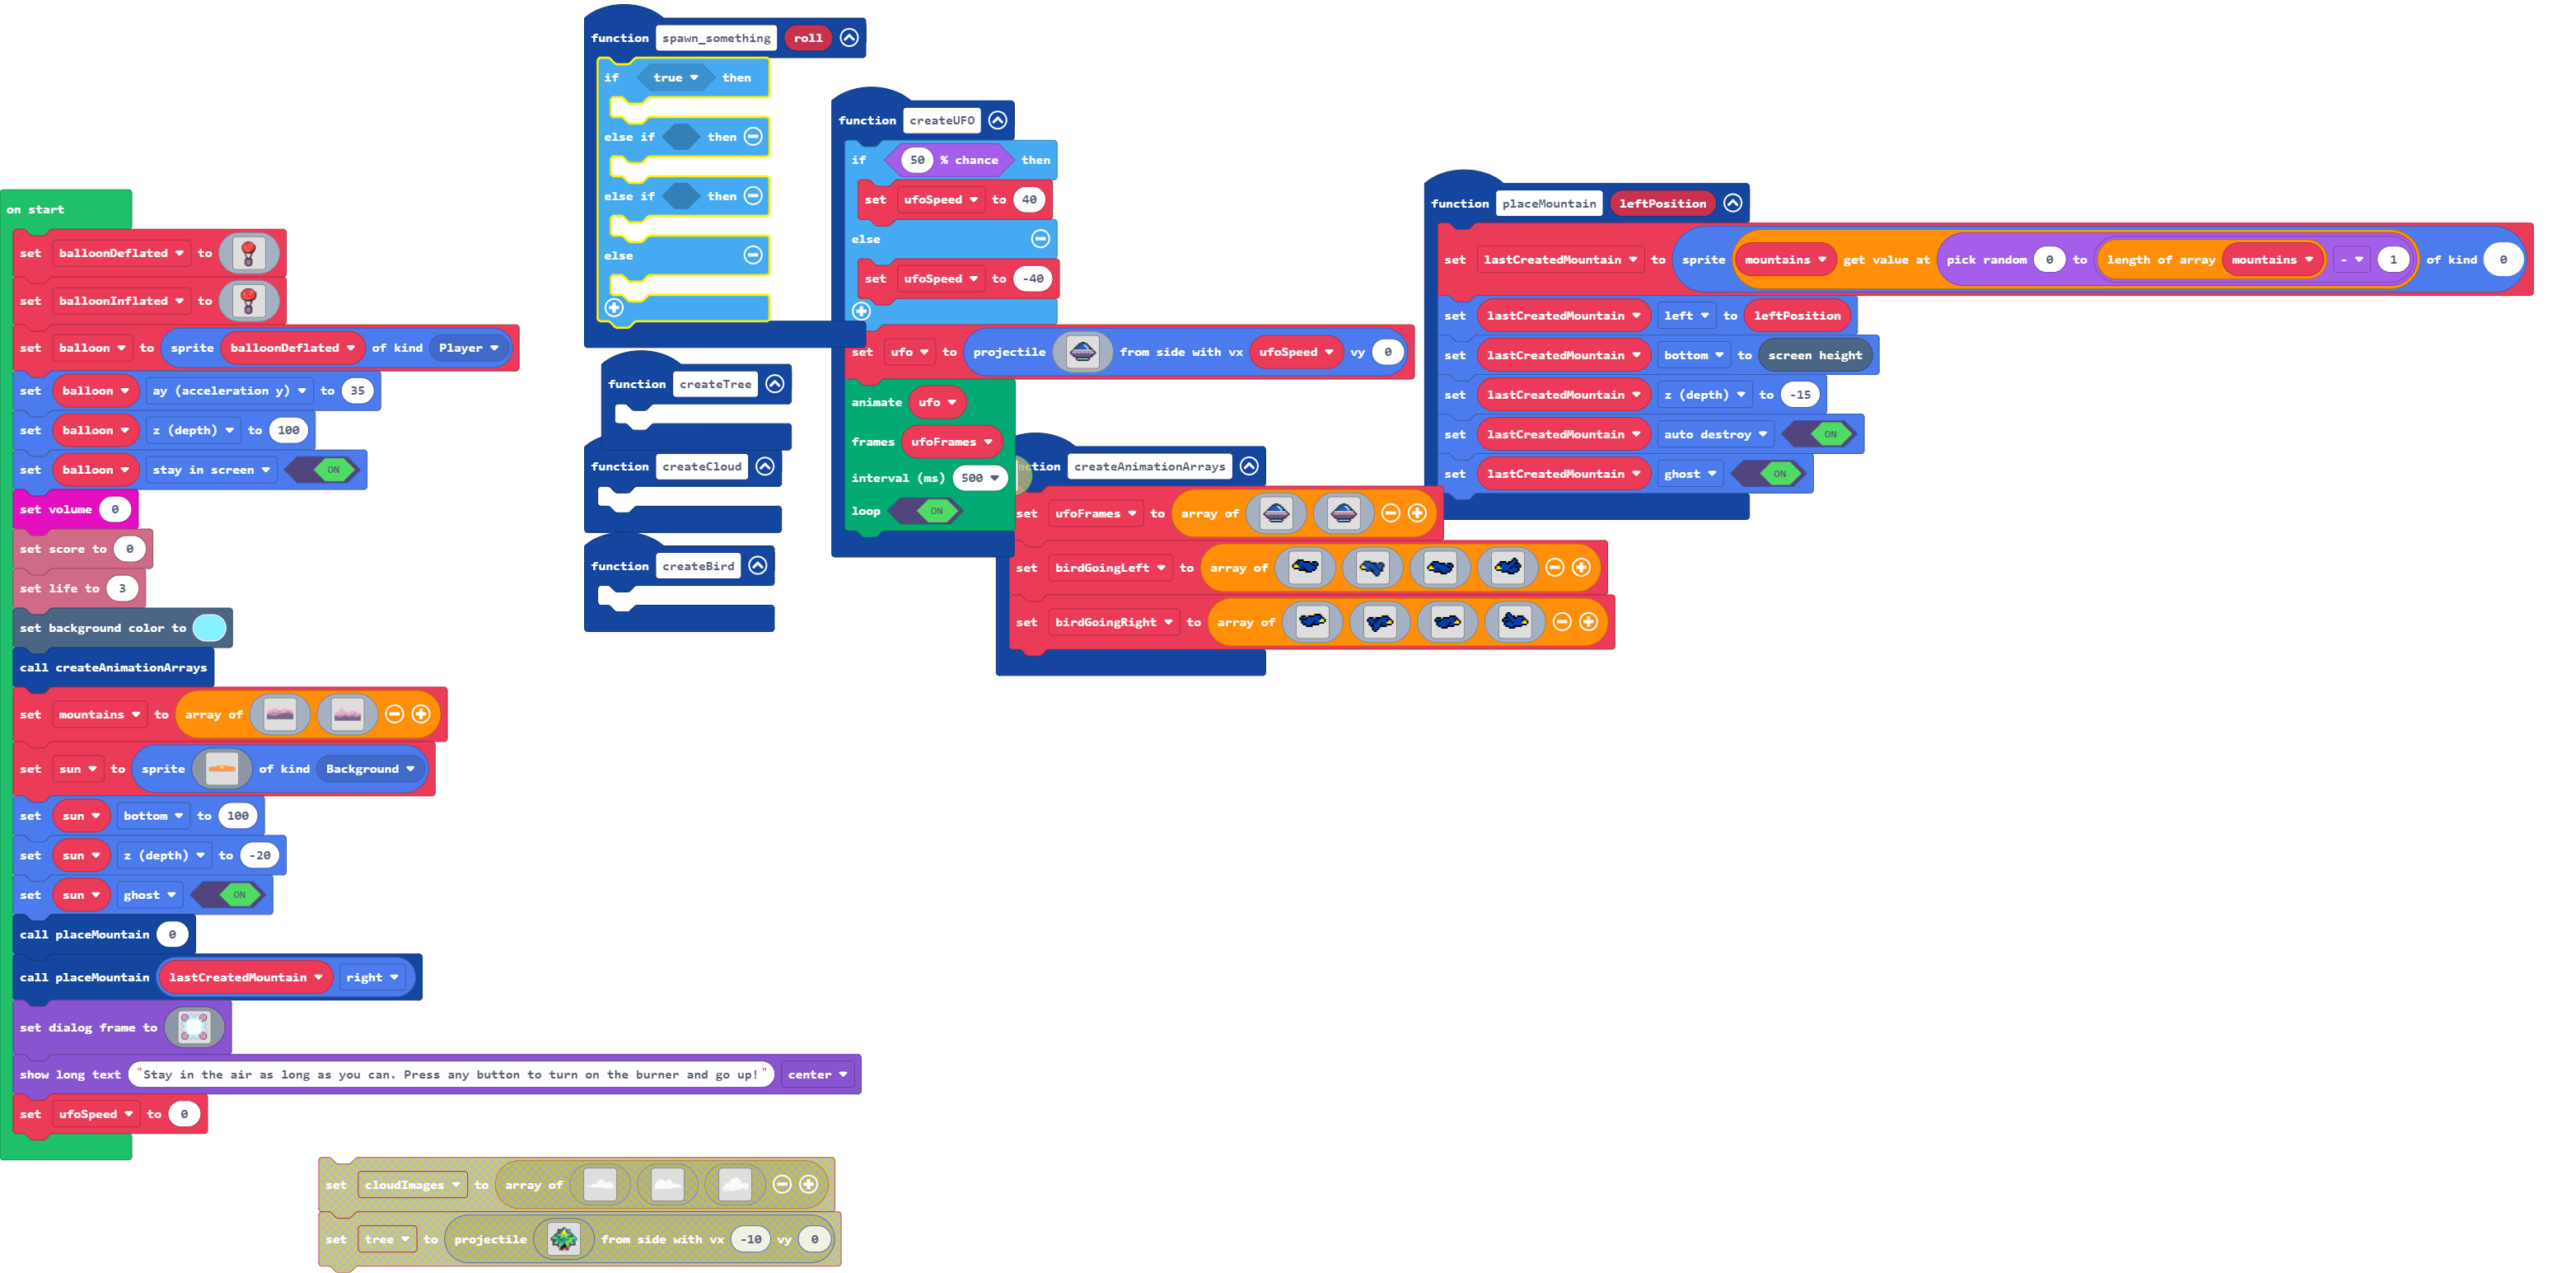 function spawn_something roll
if true then
else if then
else if then
else
function createTree
function createCloud
function createBird
function createUFO
if 50 % chance then
set ufoSpeed to 40
else
set ufoSpeed to -40
set ufo to projectile from side with vx ufoSpeed vy 0
animate ufo
frames ufoFrames
interval (ms) 500
loop ON
nction createAnimationArrays
set ufoFrames to array of
set birdGoingLeft to array of
set birdGoingRight to array of
function placeMountain leftPosition
set lastCreatedMountain to sprite mountains get value at pick random 0 to length of array mountains - 1 of kind 0
set lastCreatedMountain left to leftPosition
set lastCreatedMountain bottom to screen height
set lastCreatedMountain z (depth) to -15
set lastCreatedMountain auto destroy ON
set lastCreatedMountain ghost ON
on start
set balloonDeflated to
set balloonInflated to
set balloon to sprite balloonDeflated of kind Player
set balloon ay (acceleration y) to 35
set balloon z (depth) to 100
set balloon stay in screen ON
set volume 0
set score to 0
set life to 3
set background color to
call createAnimationArrays
set mountains to array of
set sun to sprite of kind Background
set sun bottom to 100
set sun z (depth) to -20
set sun ghost ON
call placeMountain 0
call placeMountain lastCreatedMountain right
set dialog frame to
show long text "Stay in the air as long as you can. Press any button to turn on the burner and go up!" center
set ufoSpeed to 0
set cloudImages to array of
set tree to projectile from side with vx -10 vy 0